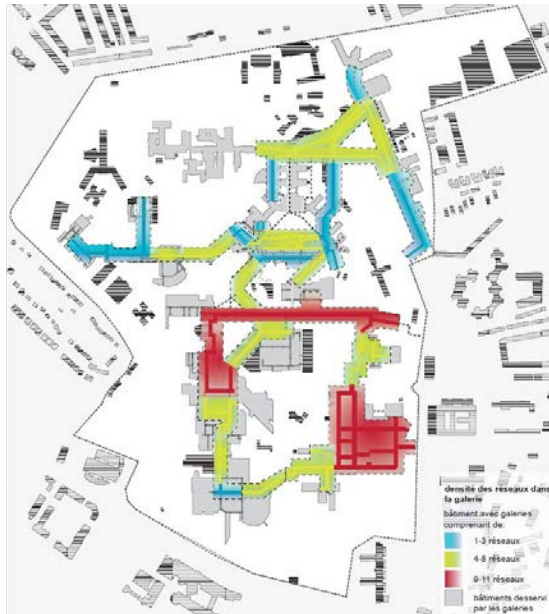 densité des réseaux dans
la galerie
bâtiment avec galeries
comprenant de:
1-3 réseaux
4-8 réseaux
9-11 réseaux
bâtiments desservi
par les galeries